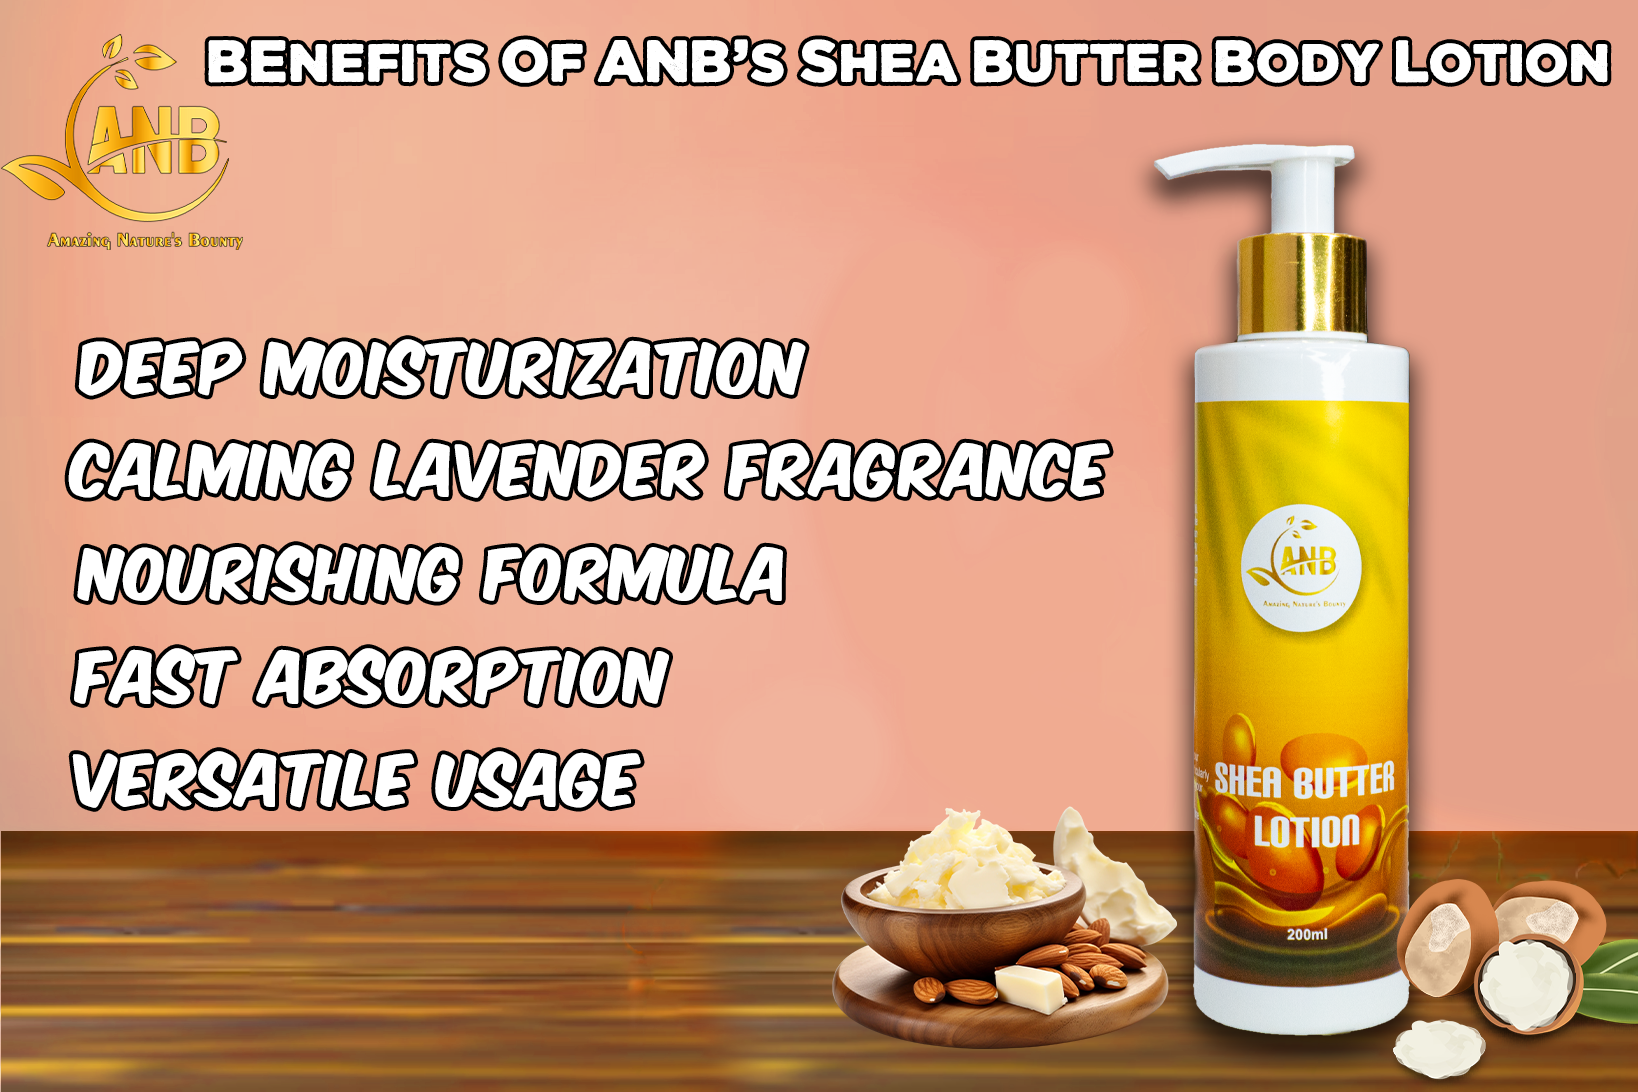 BENEFITS OF ANB'S SHEA BUTTER BODY LOTION
ANB
AMAZING NATURE'S BOUNTY
DEEP MOISTURIZATION
CALMING LAVENDER FRAGRANCE
NOURISHING FORMULA
FAST ABSORPTION
VERSATILE USAGE
ANB
AMAZING NATURE'S BOUNTY
SHEA BUTTER
LOTION
200ml